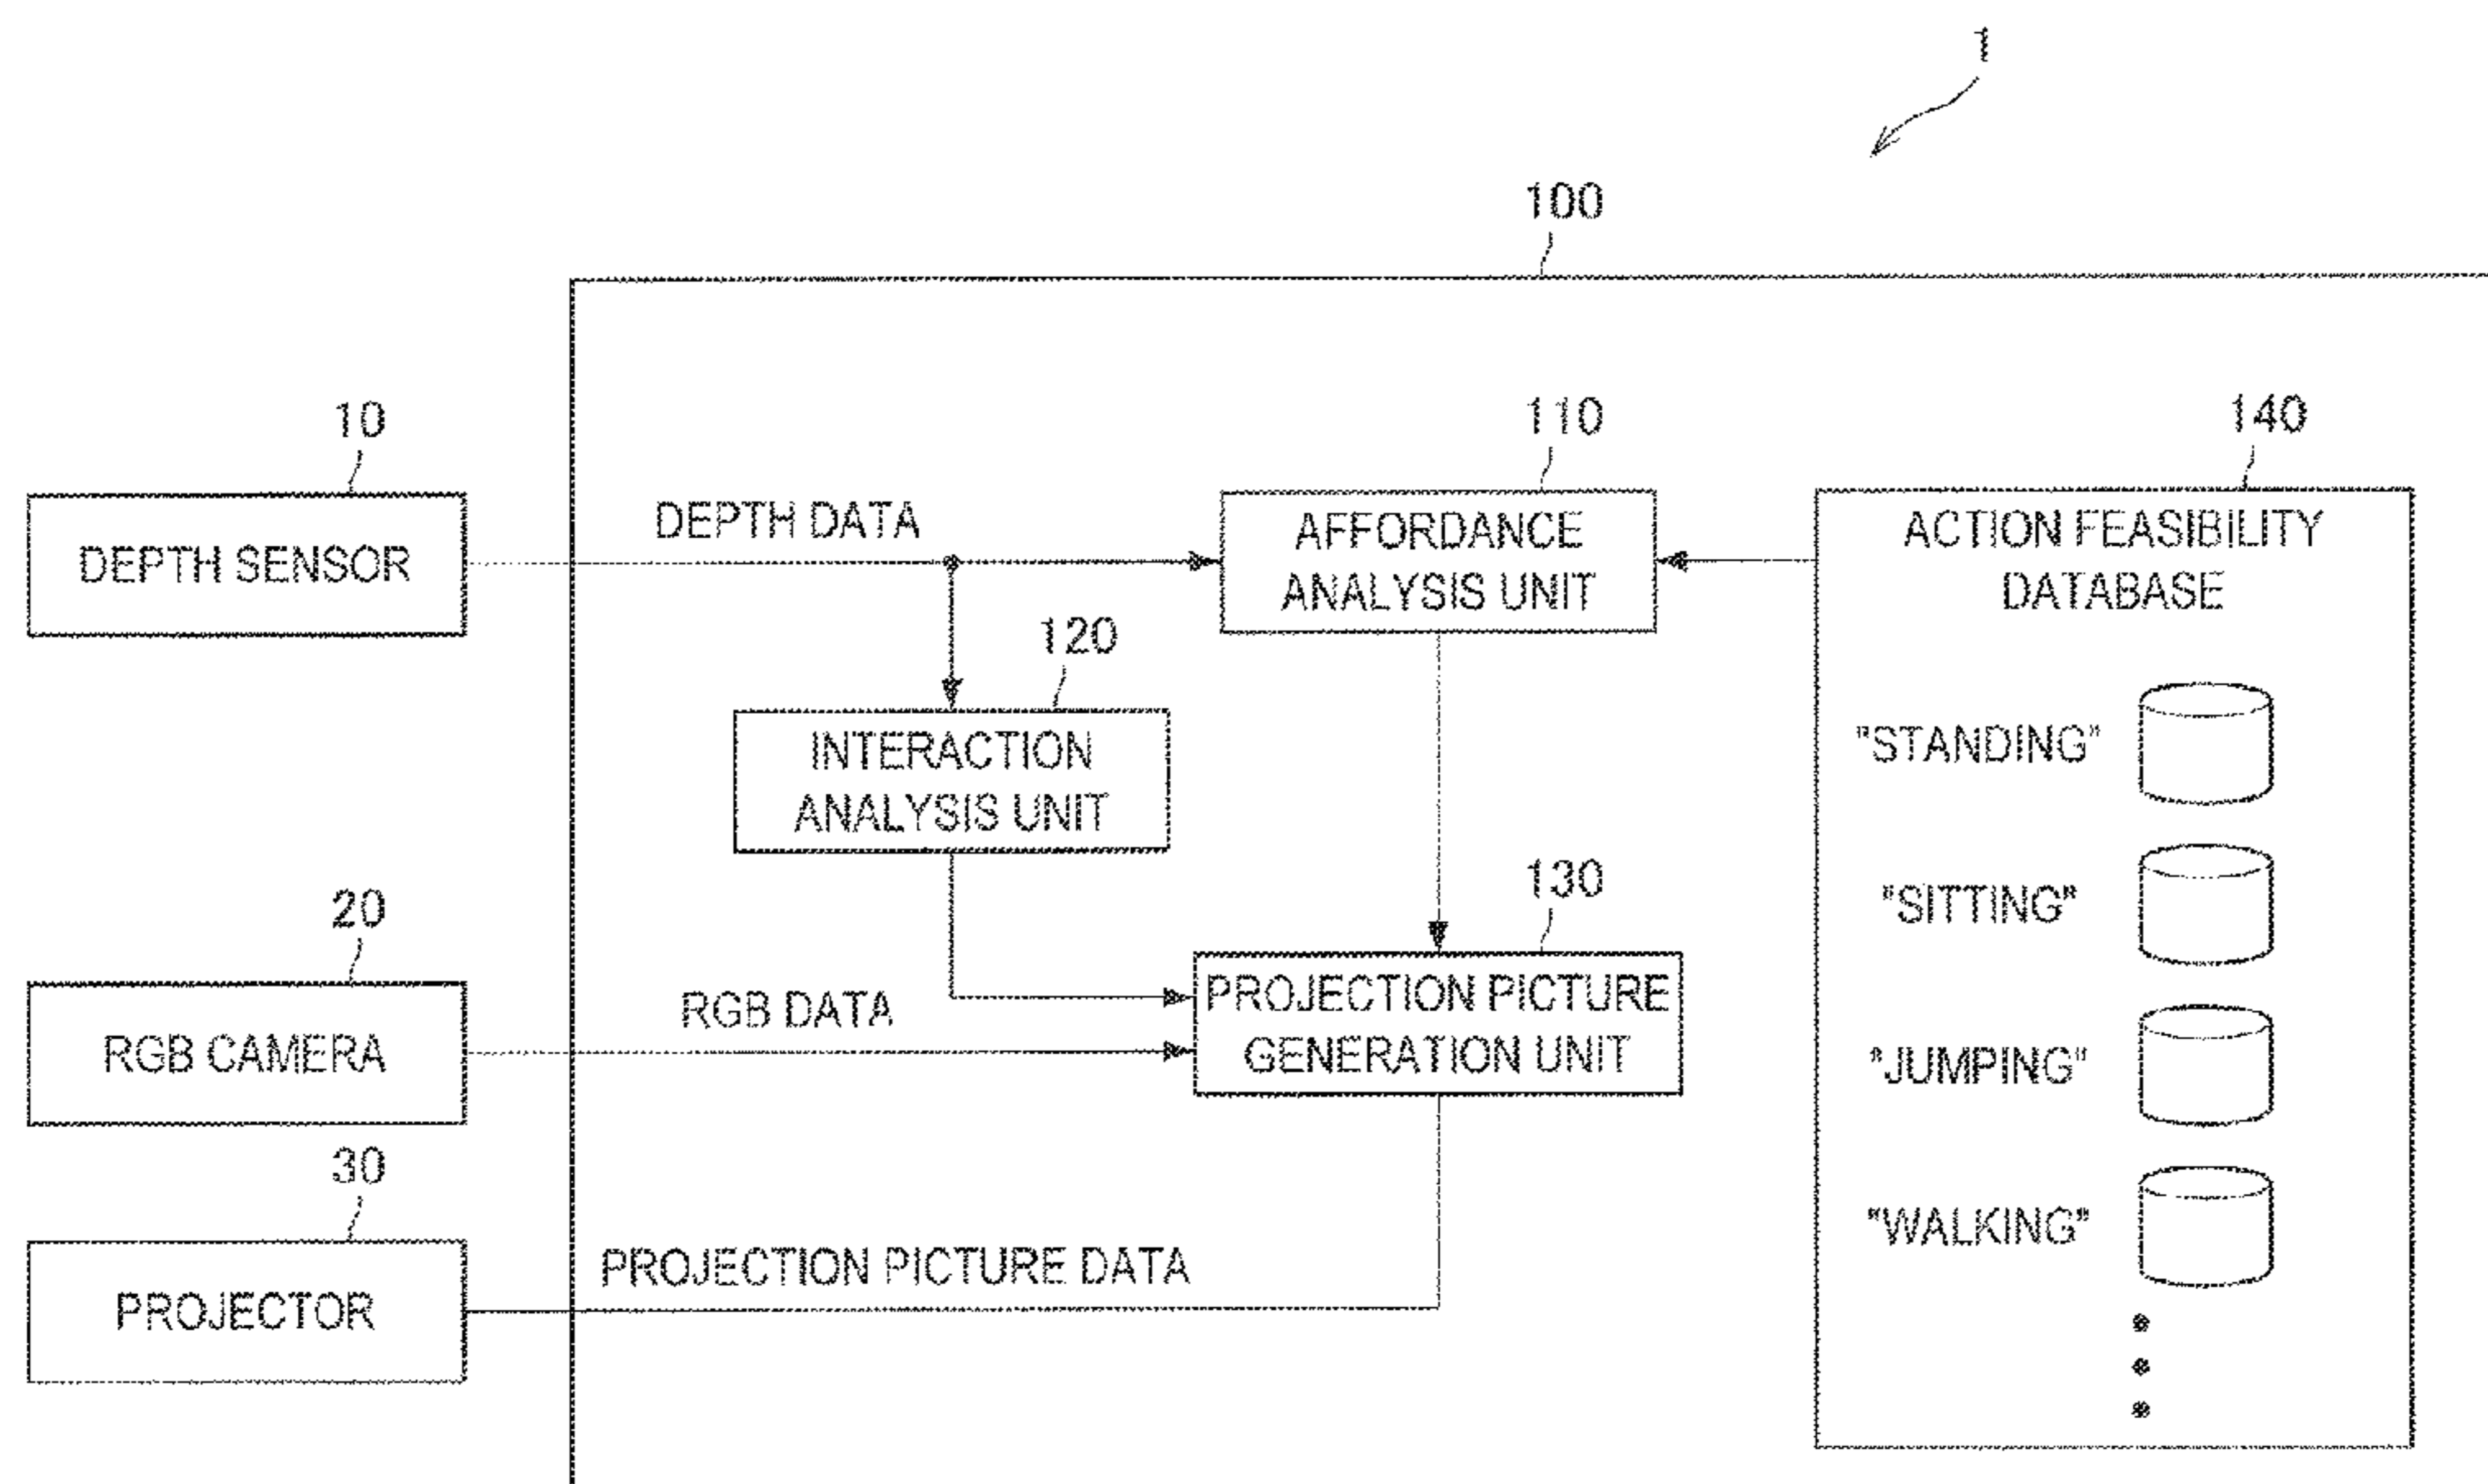 1
100
10
110
140
DEPTH SENSOR
DEPTH DATA
AFFORDANCE
ANALYSIS UNIT
ACTION FEASIBILITY
DATABASE
120
INTERACTION
ANALYSIS UNIT
"STANDING"
20
130
"SITTING"
RGB CAMERA
RGB DATA
PROJECTION PICTURE
GENERATION UNIT
"JUMPING"
30
PROJECTOR
PROJECTION PICTURE DATA
"WALKING"